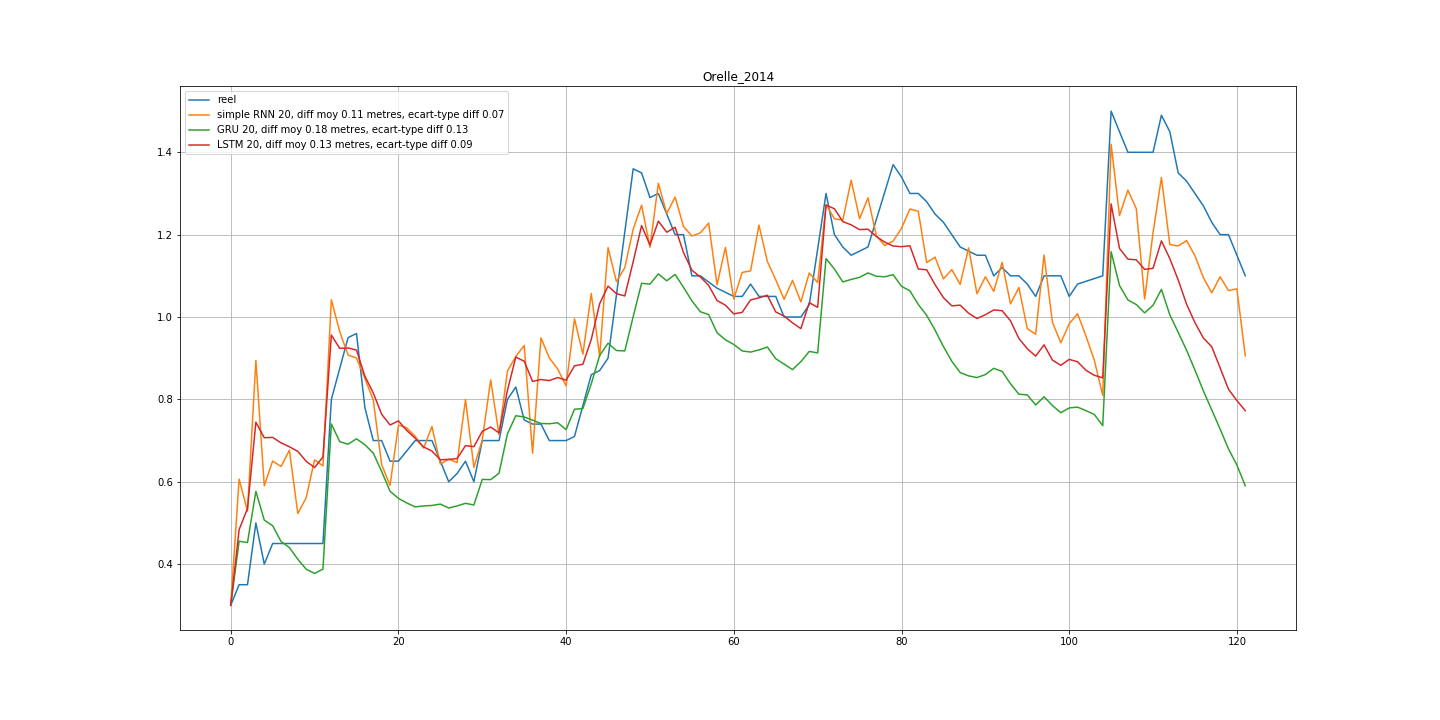 Orelle_2014
reel
simple RNN 20, diff moy 0.11 metres, ecart-type diff 0.07
GRU 20, diff moy 0.18 metres, ecart-type diff 0.13
LSTM 20, diff moy 0.13 metres, ecart-type diff 0.09
1.4
1.2
1.0
0.8
0.6
0.4
0 20 40 60 80 100 120